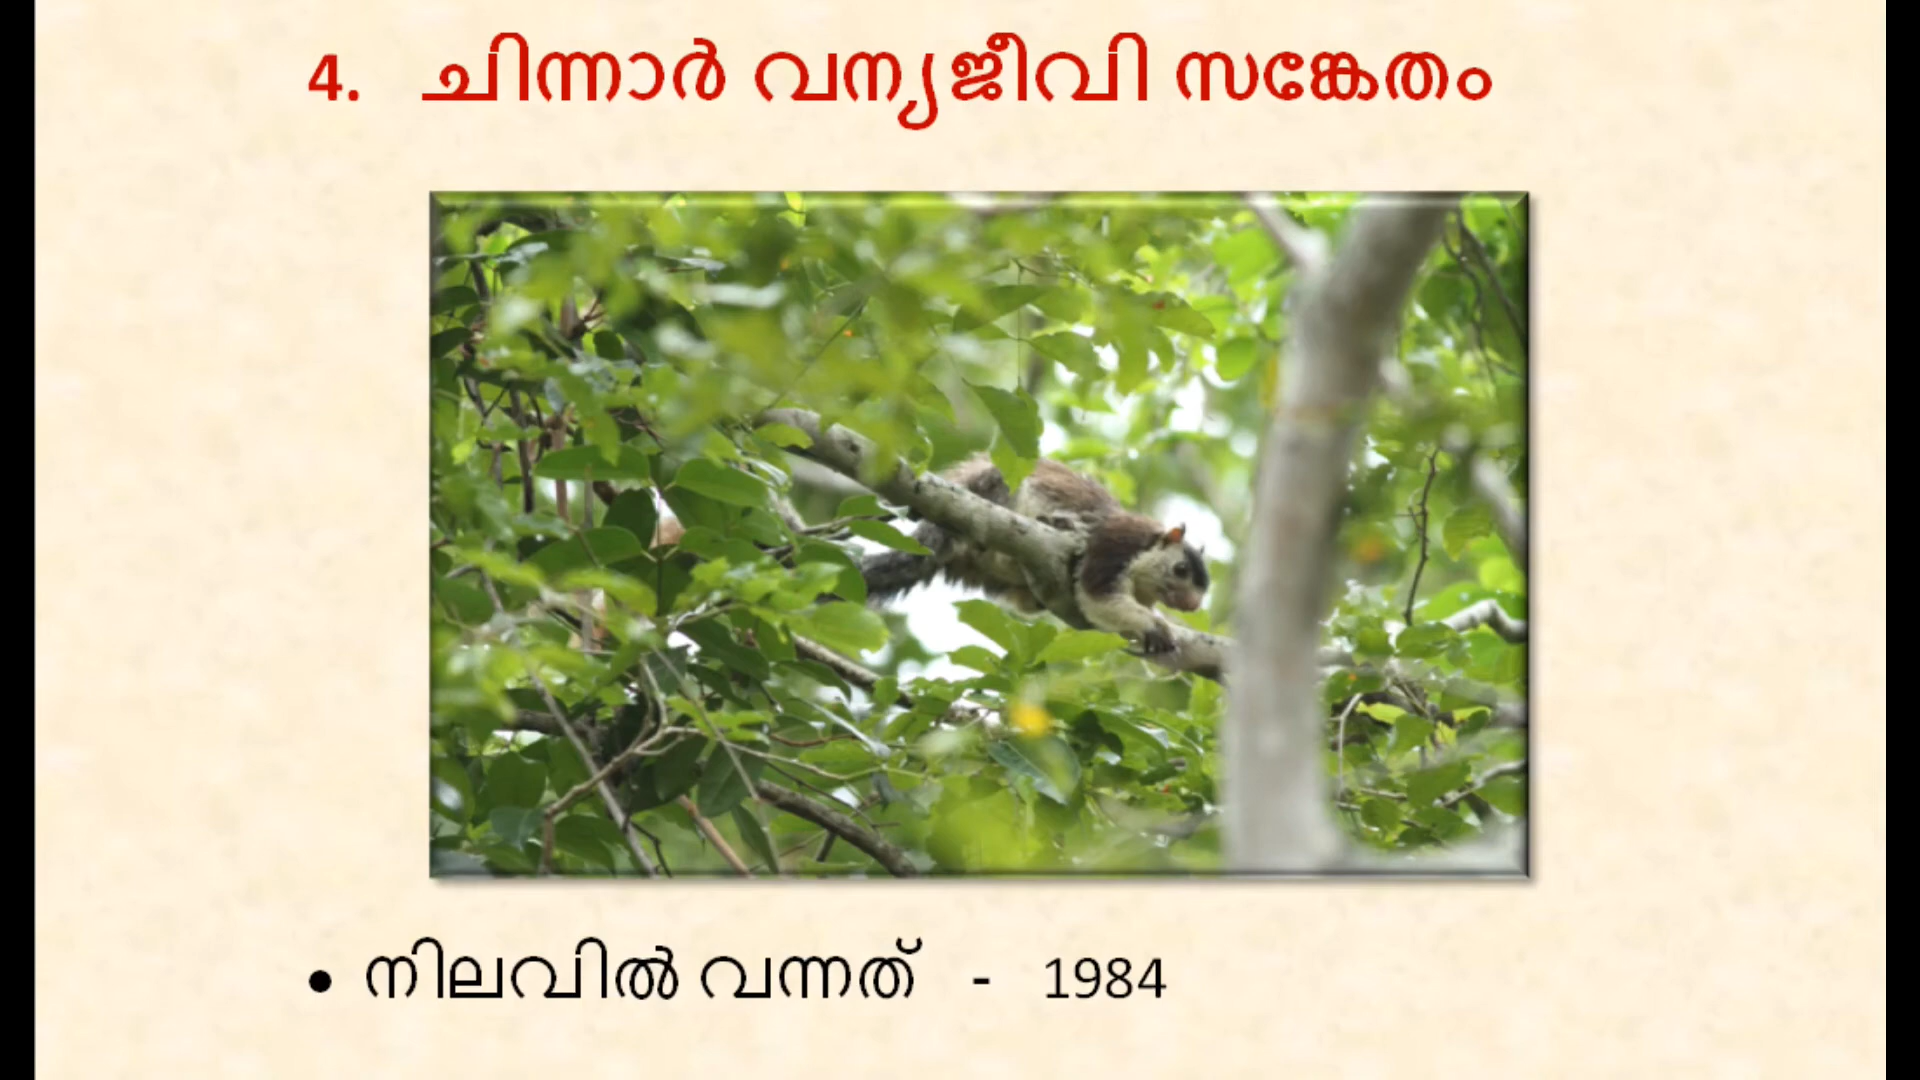 4. ചിന്നാർ വന്യജീവി സങ്കേതം
• നിലവിൽ വന്നത് - 1984